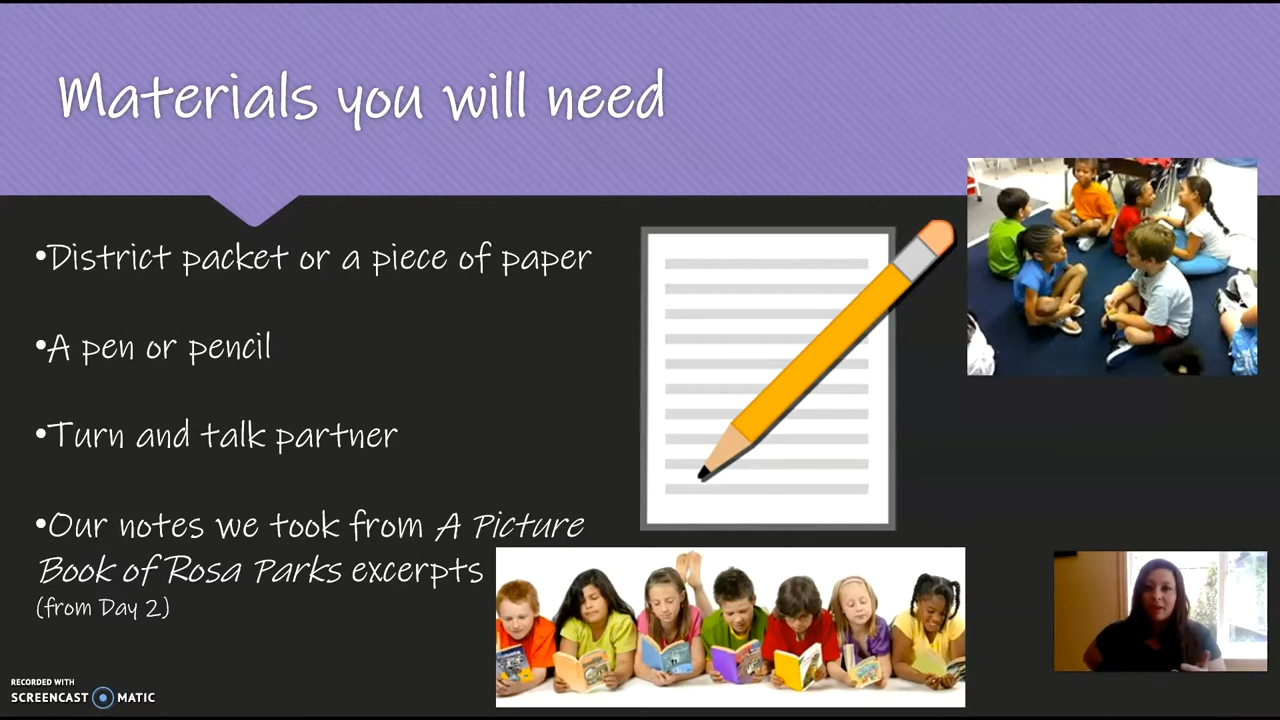 Materials you will need
•District packet or a piece of paper
•A pen or pencil
•Turn and talk partner
•Our notes we took from A Picture
Book of Rosa Parks excerpts
(from Day 2)
RECORDED WITH
SCREENCAST MATIC